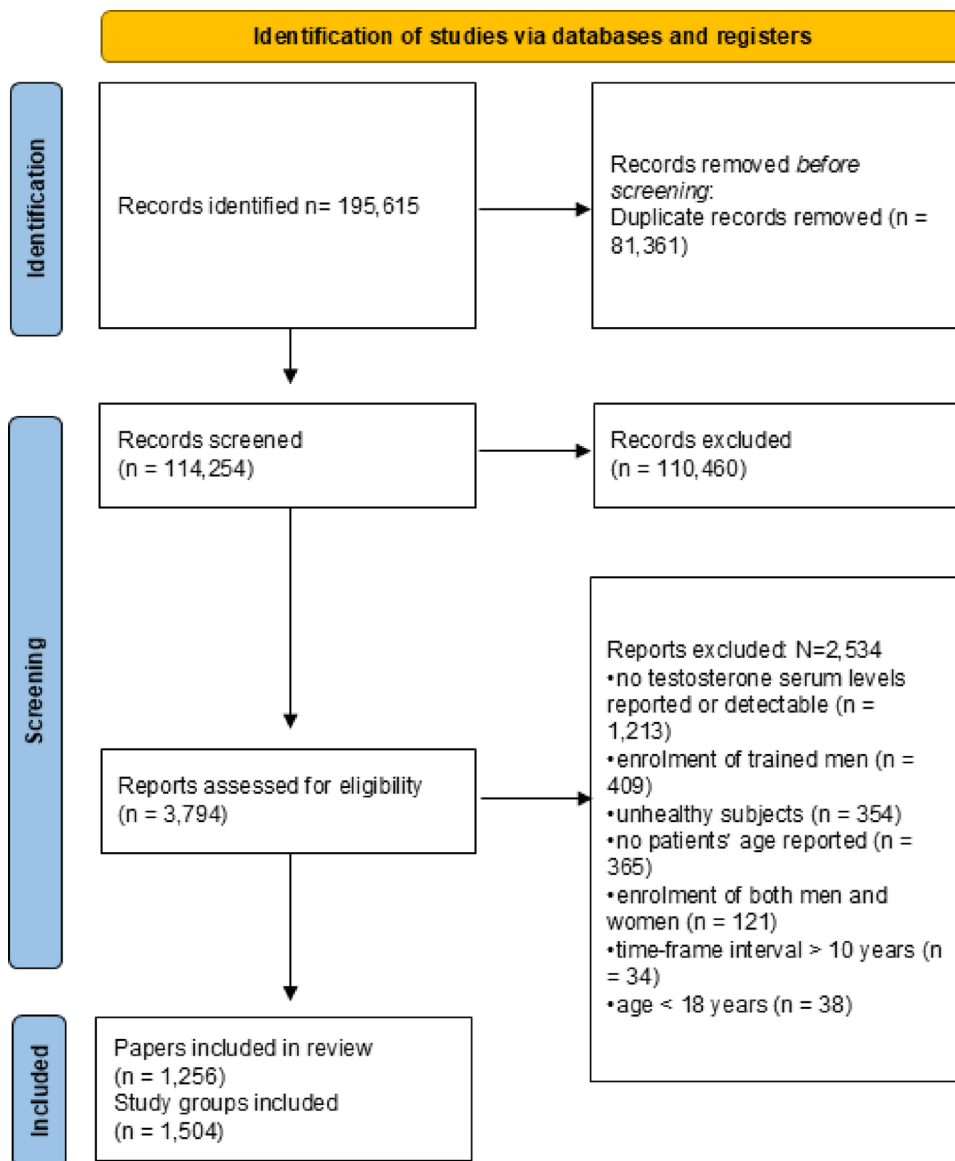 Identification of studies via databases and registers
Identification
Records identified n= 195,615
Records removed before
screening:
Duplicate records removed (n =
81,361)
Screening
Records screened
(n = 114,254)
Records excluded
(n = 110,460)
Reports assessed for eligibility
(n = 3,794)
Reports excluded: N=2,534
•no testosterone serum levels
reported or detectable (n =
1,213)
•enrolment of trained men (n =
409)
•unhealthy subjects (n = 354)
•no patients' age reported (n =
365)
•enrolment of both men and
women (n = 121)
•time-frame interval > 10 years (n
= 34)
•age < 18 years (n = 38)
Included
Papers included in review
(n = 1,256)
Study groups included
(n = 1,504)